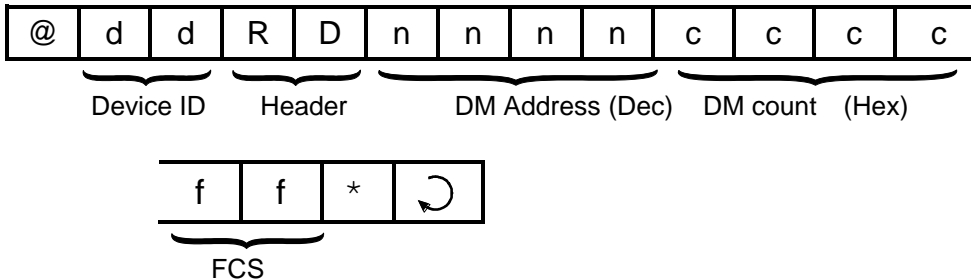 @ d d R D n n n n c c c c
Device ID Header DM Address (Dec) DM count (Hex)
f f *
FCS